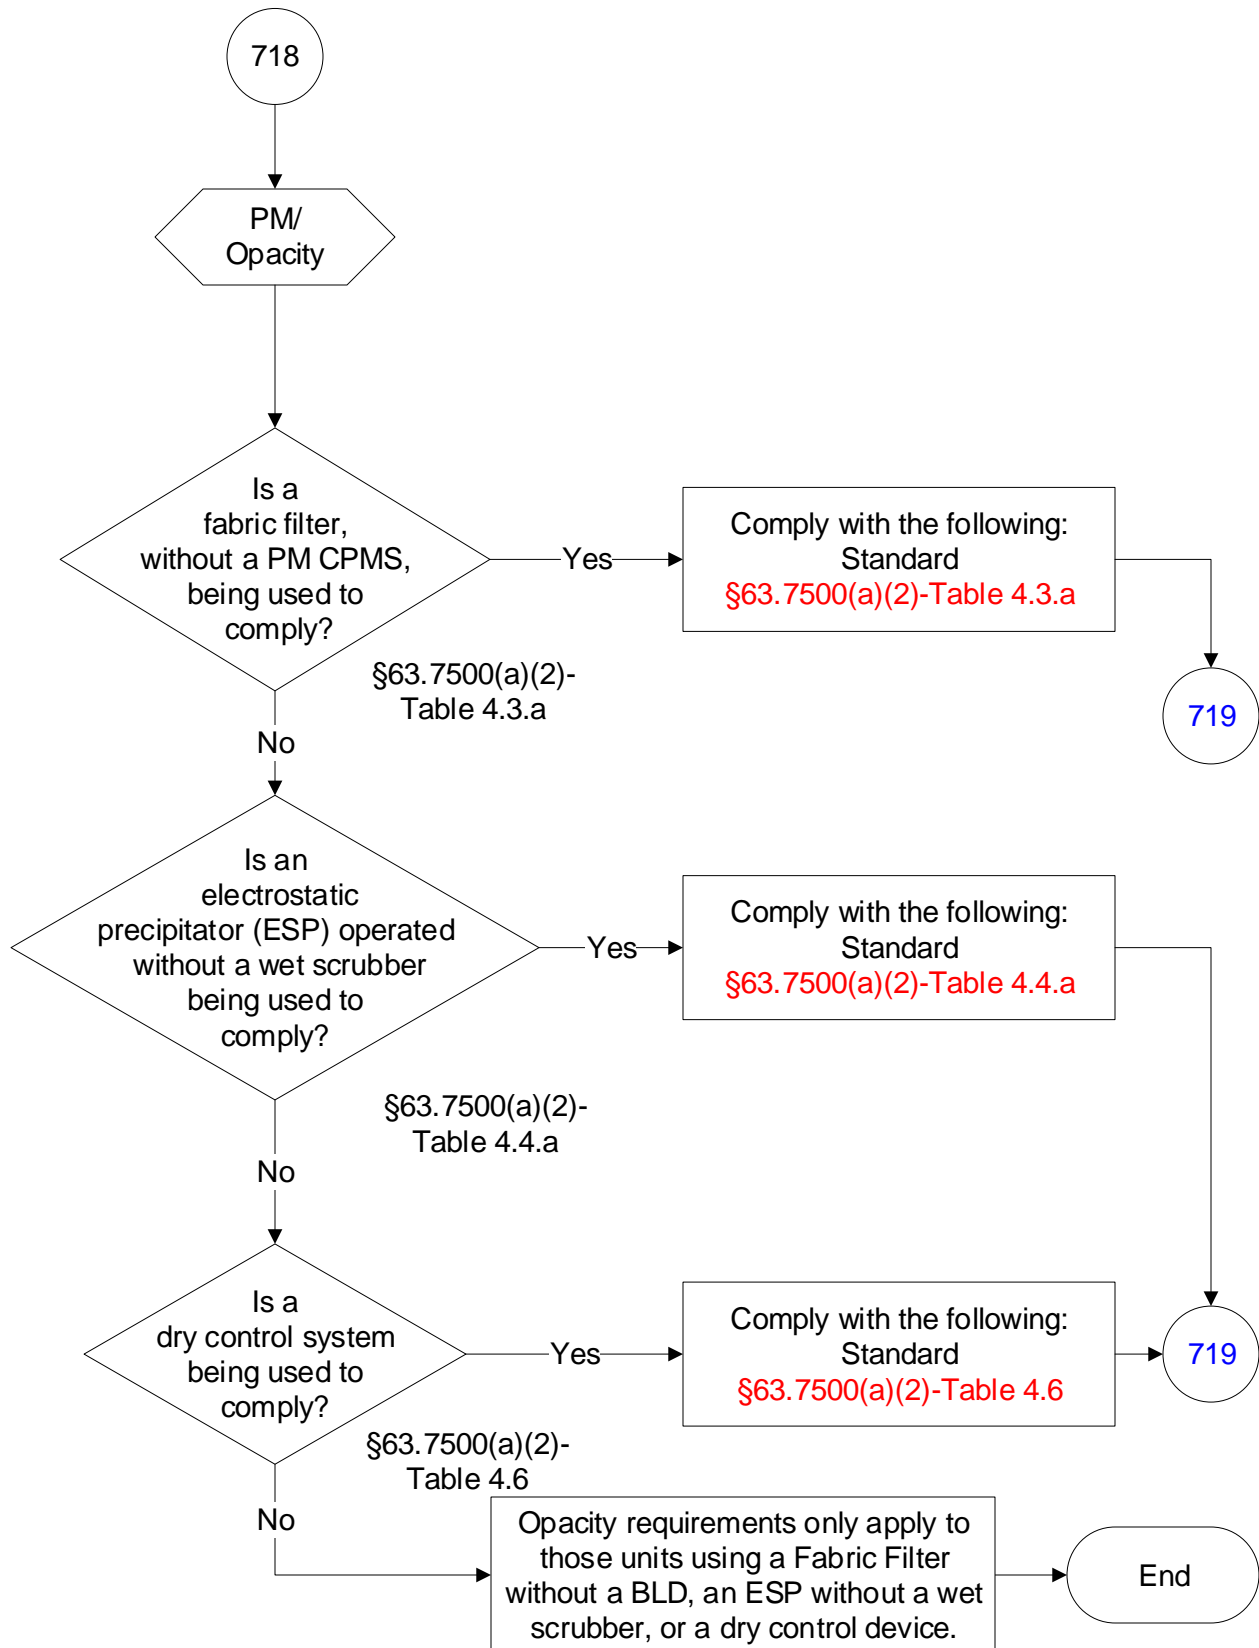 718
PM/
Opacity
Is a
fabric filter,
without a PM CPMS,
being used to
comply?
Yes
Comply with the following:
Standard
§63.7500(a)(2)-Table 4.3.a
§63.7500(a)(2)-
Table 4.3.a
719
No
Is an
electrostatic
precipitator (ESP) operated
without a wet scrubber
being used to
comply?
Yes
Comply with the following:
Standard
§63.7500(a)(2)-Table 4.4.a
§63.7500(a)(2)-
Table 4.4.a
No
Is a
dry control system
being used to
comply?
Yes
Comply with the following:
Standard
§63.7500(a)(2)-Table 4.6
719
§63.7500(a)(2)-
Table 4.6
No
Opacity requirements only apply to
those units using a Fabric Filter
without a BLD, an ESP without a wet
scrubber, or a dry control device.
End